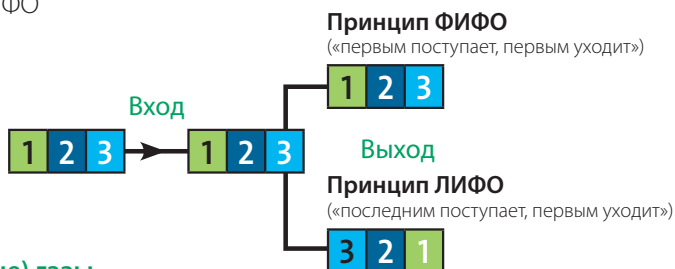 ФО
Принцип ФИФО
(«первым поступает, первым уходит»)
1 2 3
Вход
1 2 3
1 2 3
Выход
Принцип ЛИФО
(«последним поступает, первым уходит»)
3 2 1